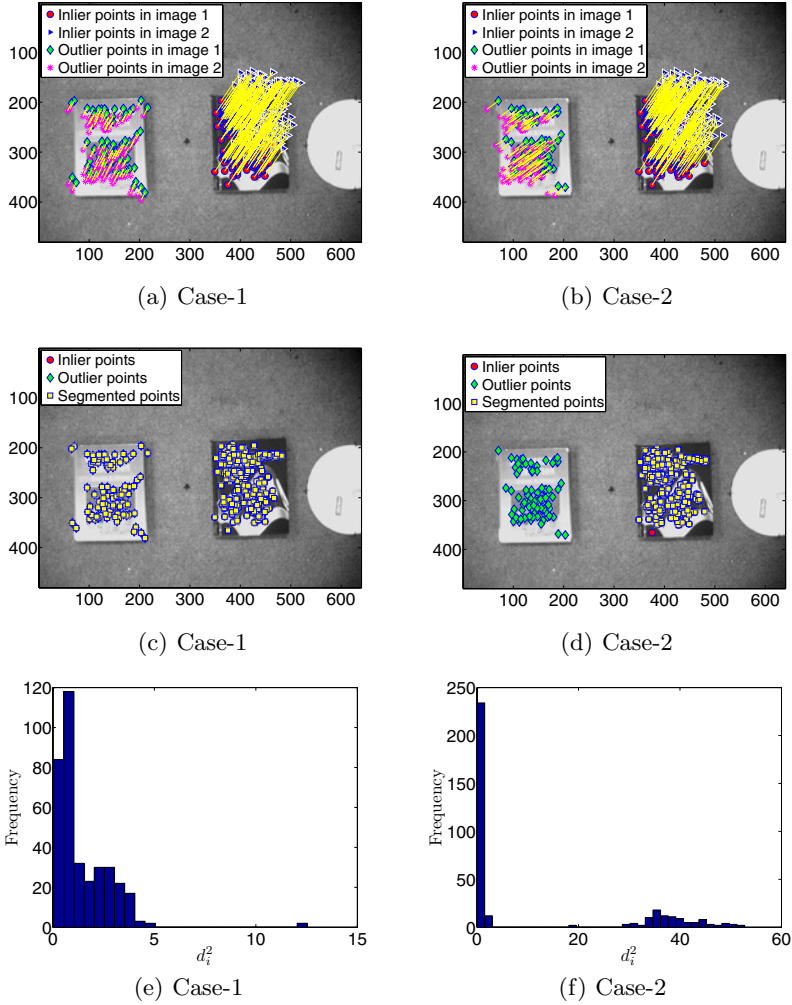 Inlier points in image 1
Inlier points in image 2
Outlier points in image 1
Outlier points in image 2
100
200
300
400
100 200 300 400 500 600
(a) Case-1
Inlier points in image 1
Inlier points in image 2
Outlier points in image 1
Outlier points in image 2
100
200
300
400
100 200 300 400 500 600
(b) Case-2
Inlier points
Outlier points
Segmented points
100
200
300
400
100 200 300 400 500 600
(c) Case-1
Inlier points
Outlier points
Segmented points
100
200
300
400
100 200 300 400 500 600
(d) Case-2
120
100
80
60
40
20
0
Frequency
0 5 10 15
d_i^2
(e) Case-1
250
200
150
100
50
0
Frequency
0 20 40 60
d_i^2
(f) Case-2